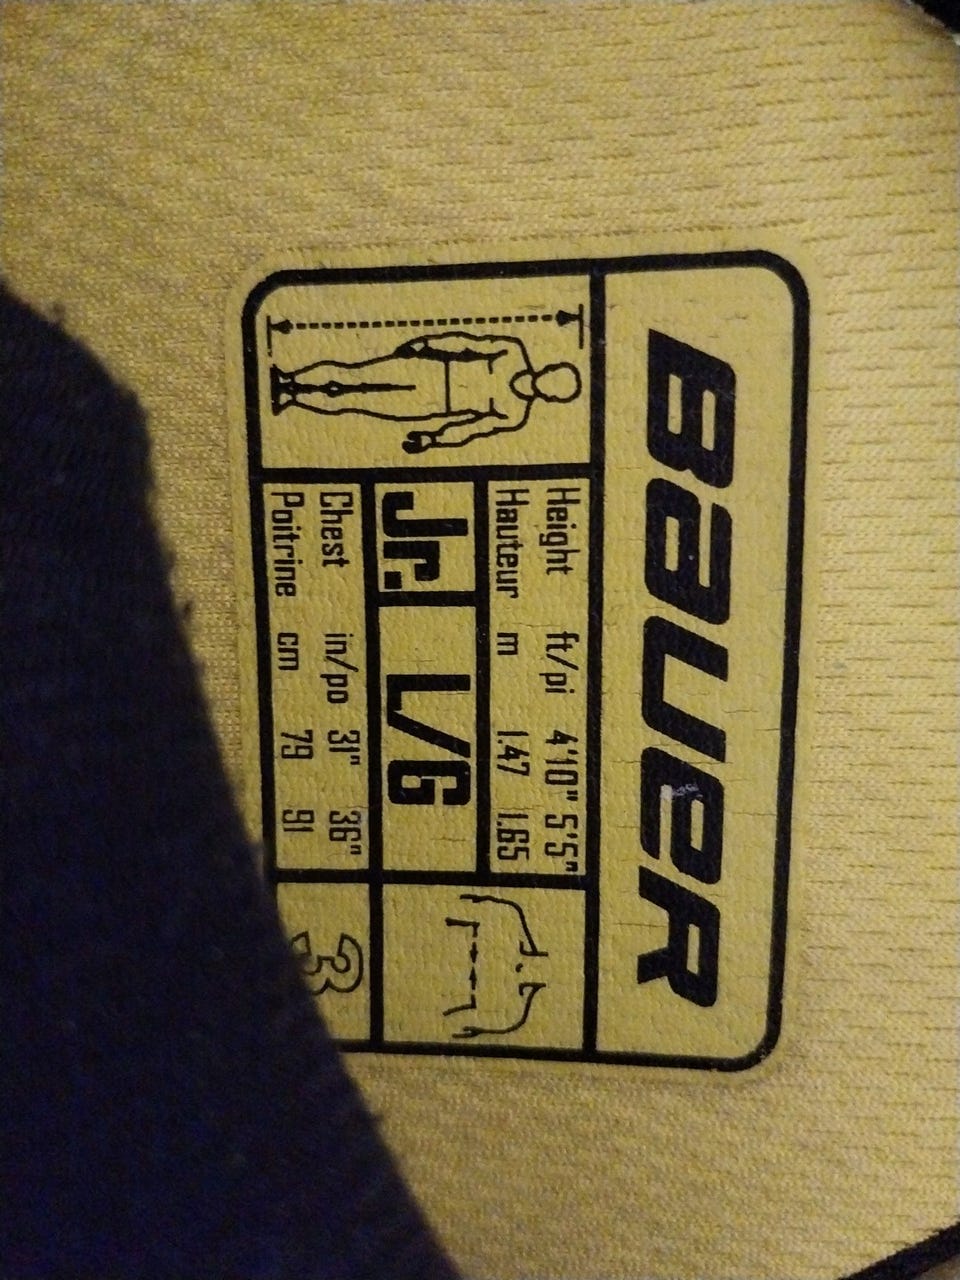 BAUER
Height ft/pi 4'10" 5'5"
Hauteur m 1.47 1.65
Jr. L/G
Chest in/po 31" 36"
Poitrine cm 79 91
3